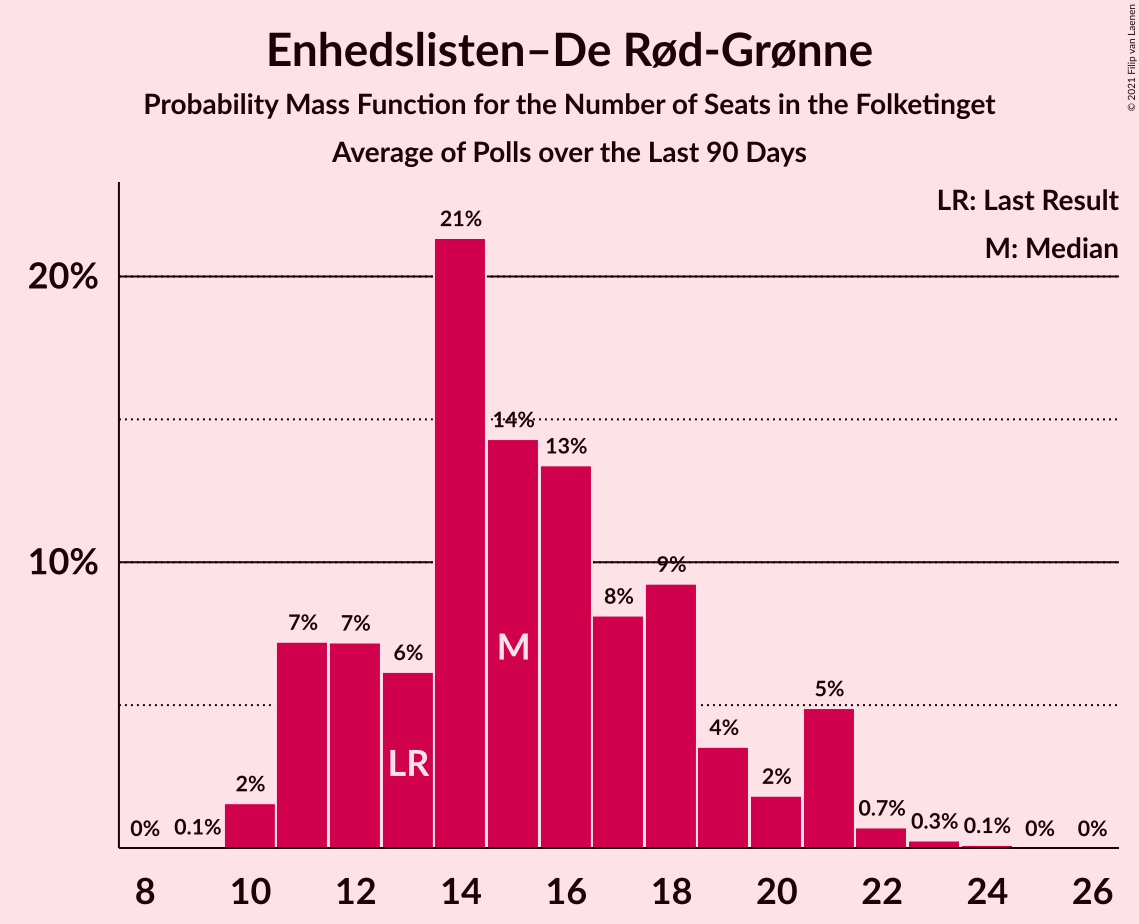 Enhedslisten–De Rød-Grønne
Probability Mass Function for the Number of Seats in the Folketinget
Average of Polls over the Last 90 Days
© 2021 Filip van Laenen
LR: Last Result
M: Median
20%
10%
0%
0.1%
2%
7%
7%
6%
21%
14%
13%
8%
9%
4%
2%
5%
0.7%
0.3%
0.1%
0%
0%
LR
M
8 10 12 14 16 18 20 22 24 26